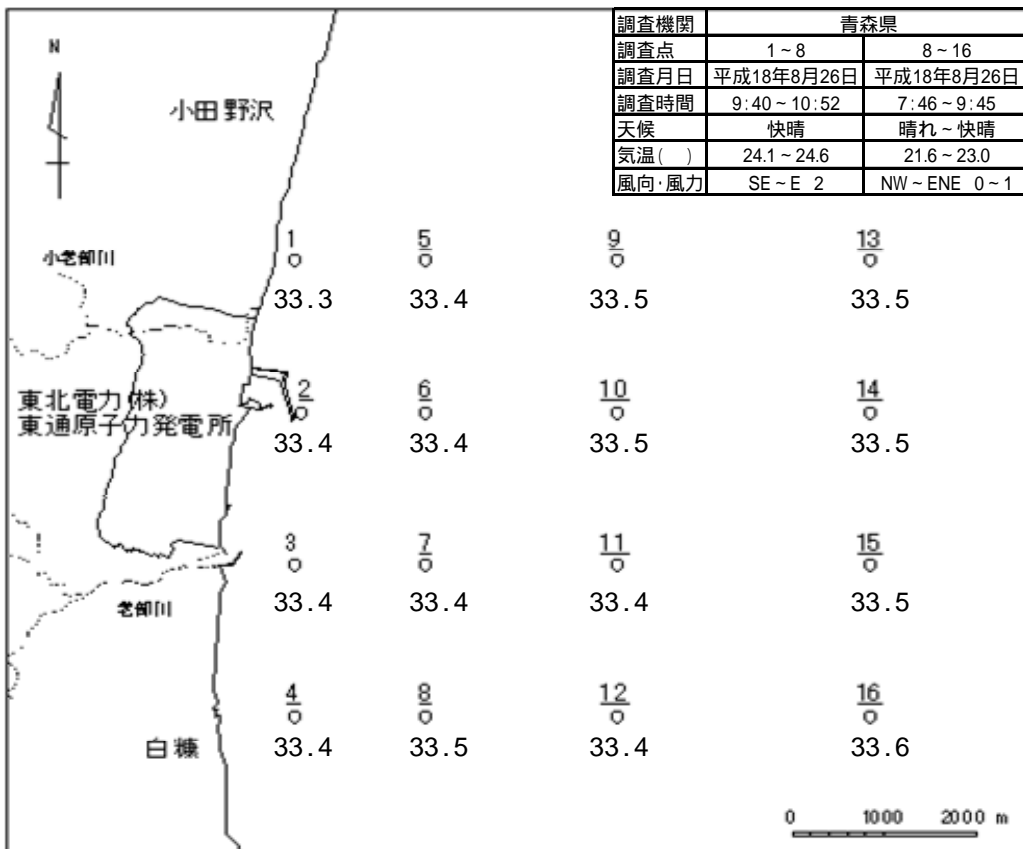 調査機関 青森県
調査点 1~8 8~16
調査月日 平成18年8月26日 平成18年8月26日
調査時間 9:40~10:52 7:46~9:45
天候 快晴 晴れ~快晴
気温( ) 24.1~24.6 21.6~23.0
風向・風力 SE~E 2 NW~ENE 0~1
N
小田野沢
小老部川
1 5 9 13
33.3 33.4 33.5 33.5
東北電力(株)
東通原子力発電所
2 6 10 14
33.4 33.4 33.5 33.5
3 7 11 15
33.4 33.4 33.4 33.5
老部川
4 8 12 16
33.4 33.5 33.4 33.6
白糠
0 1000 2000 m